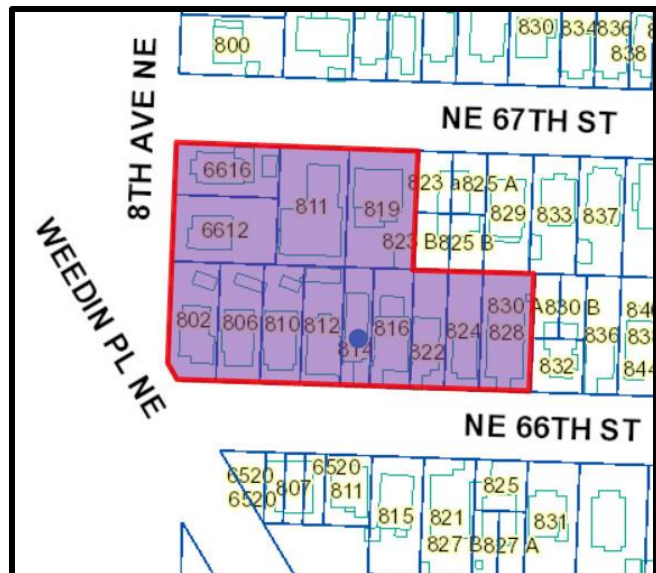 800
830
834
836
838
8TH AVE NE
NE 67TH ST
6616
811
819
823 a
825 A
829
833
837
6612
823 B
825 B
WEEDIN PL NE
802
806
810
812
814
816
822
824
830 A
828
830 B
832
836
844
NE 66TH ST
6520
6520
807
6520
811
815
821
825
827 B
827 A
831